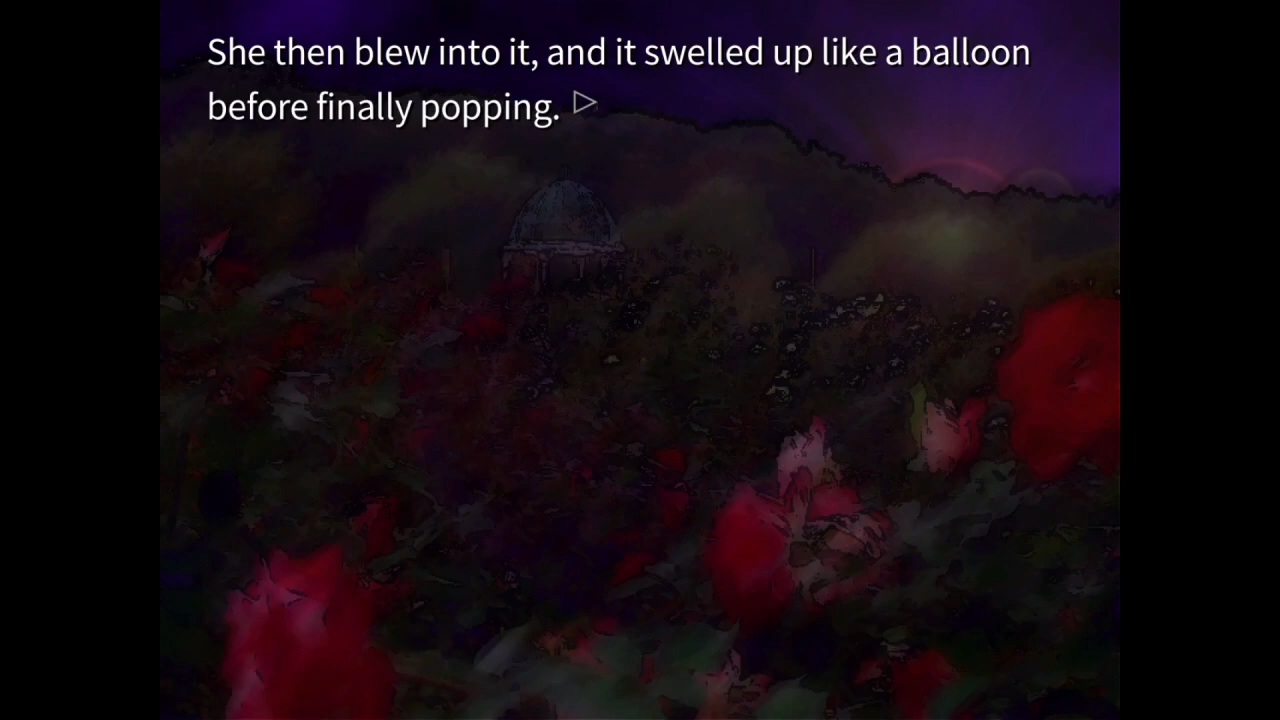 She then blew into it, and it swelled up like a balloon
before finally popping.